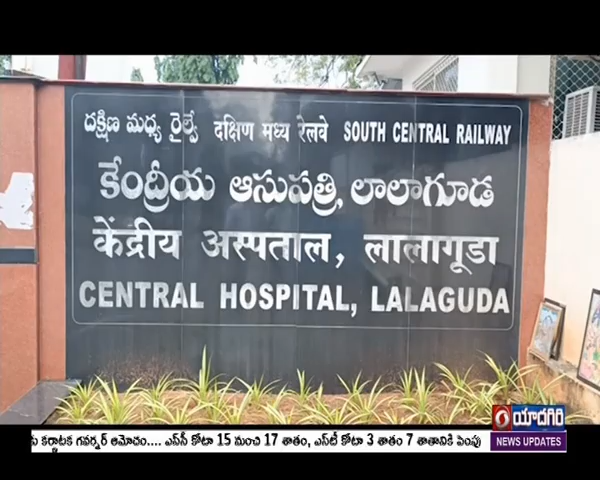 దక్షిణ మధ్య రైల్వే दक्षिण मध्य रेलवे SOUTH CENTRAL RAILWAY
కేంద్రీయ ఆసుపత్రి, లాలాగూడ
केंद्रीय अस्पताल, लालागूडा
CENTRAL HOSPITAL, LALAGUDA
యాదగిరి
కర్ణాటక గవర్నర్ ఆమోదం.... ఎస్‌సీ కోటా 15 నుంచి 17 శాతం, ఎస్‌టీ కోటా 3 శాతం 7 శాతానికి పెంపు
NEWS UPDATES